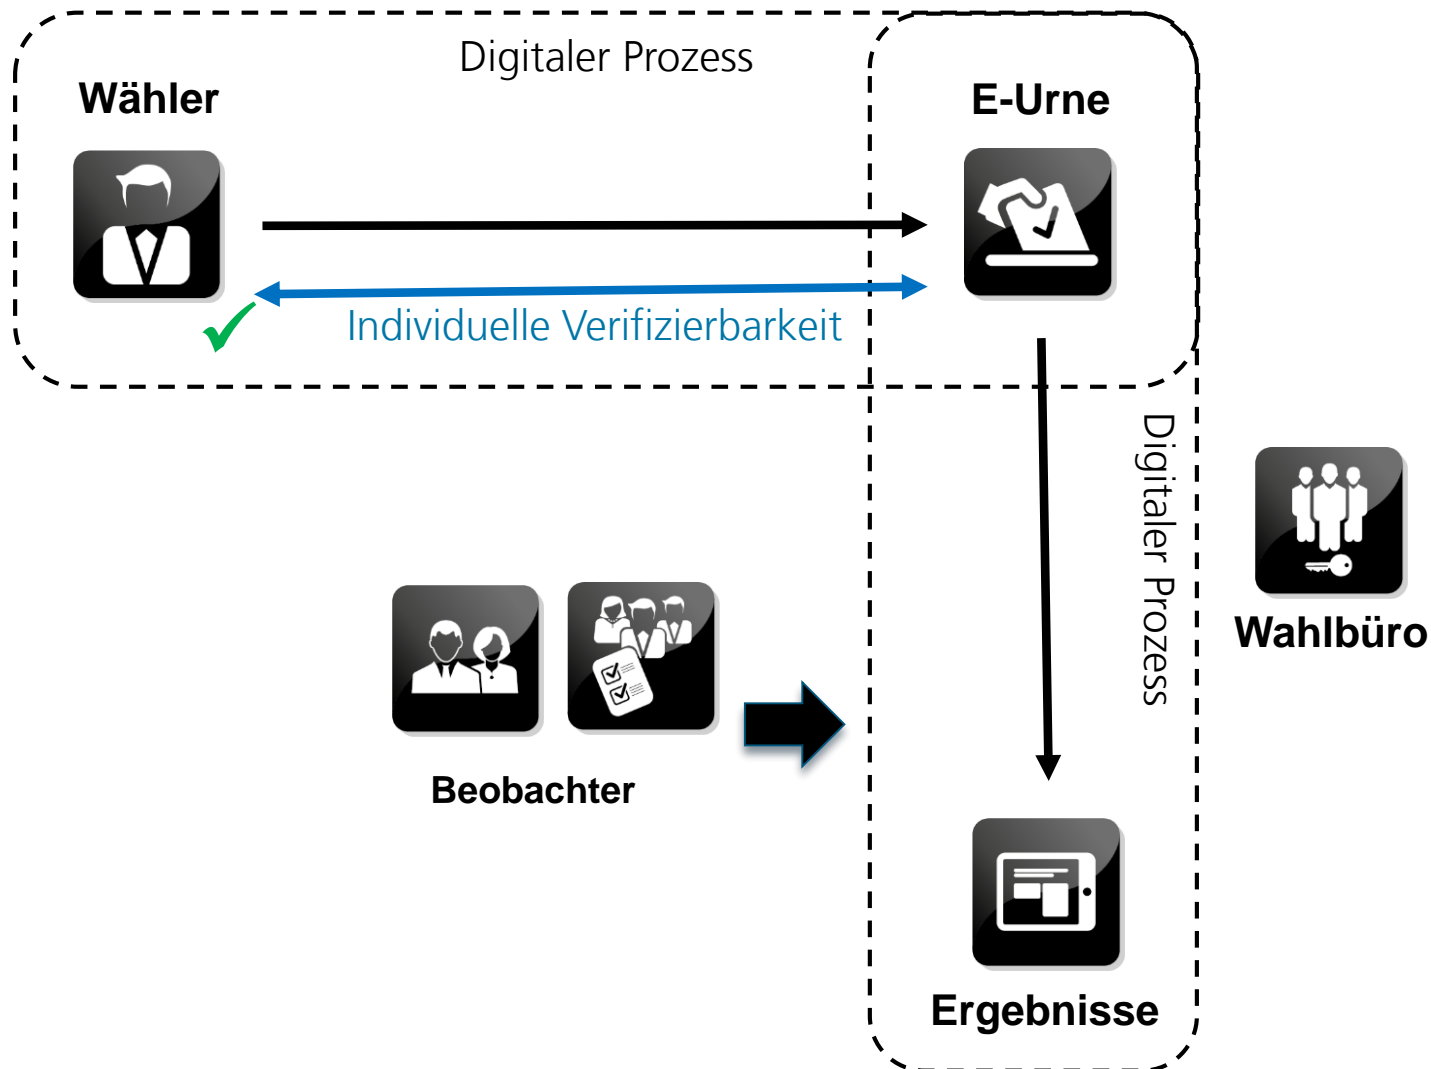 Digitaler Prozess
Wähler
E-Urne
Individuelle Verifizierbarkeit
Digitaler Prozess
Wahlbüro
Beobachter
Ergebnisse